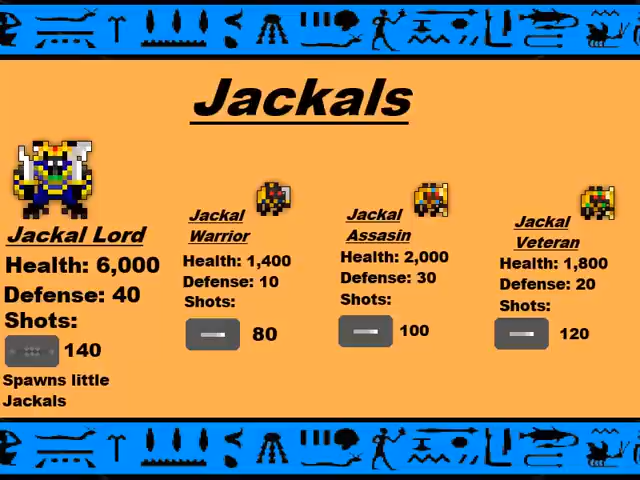 Jackals
Jackal Lord
Health: 6,000
Defense: 40
Shots:
140
Spawns little
Jackals
Jackal
Warrior
Health: 1,400
Defense: 10
Shots:
80
Jackal
Assasin
Health: 2,000
Defense: 30
Shots:
100
Jackal
Veteran
Health: 1,800
Defense: 20
Shots:
120